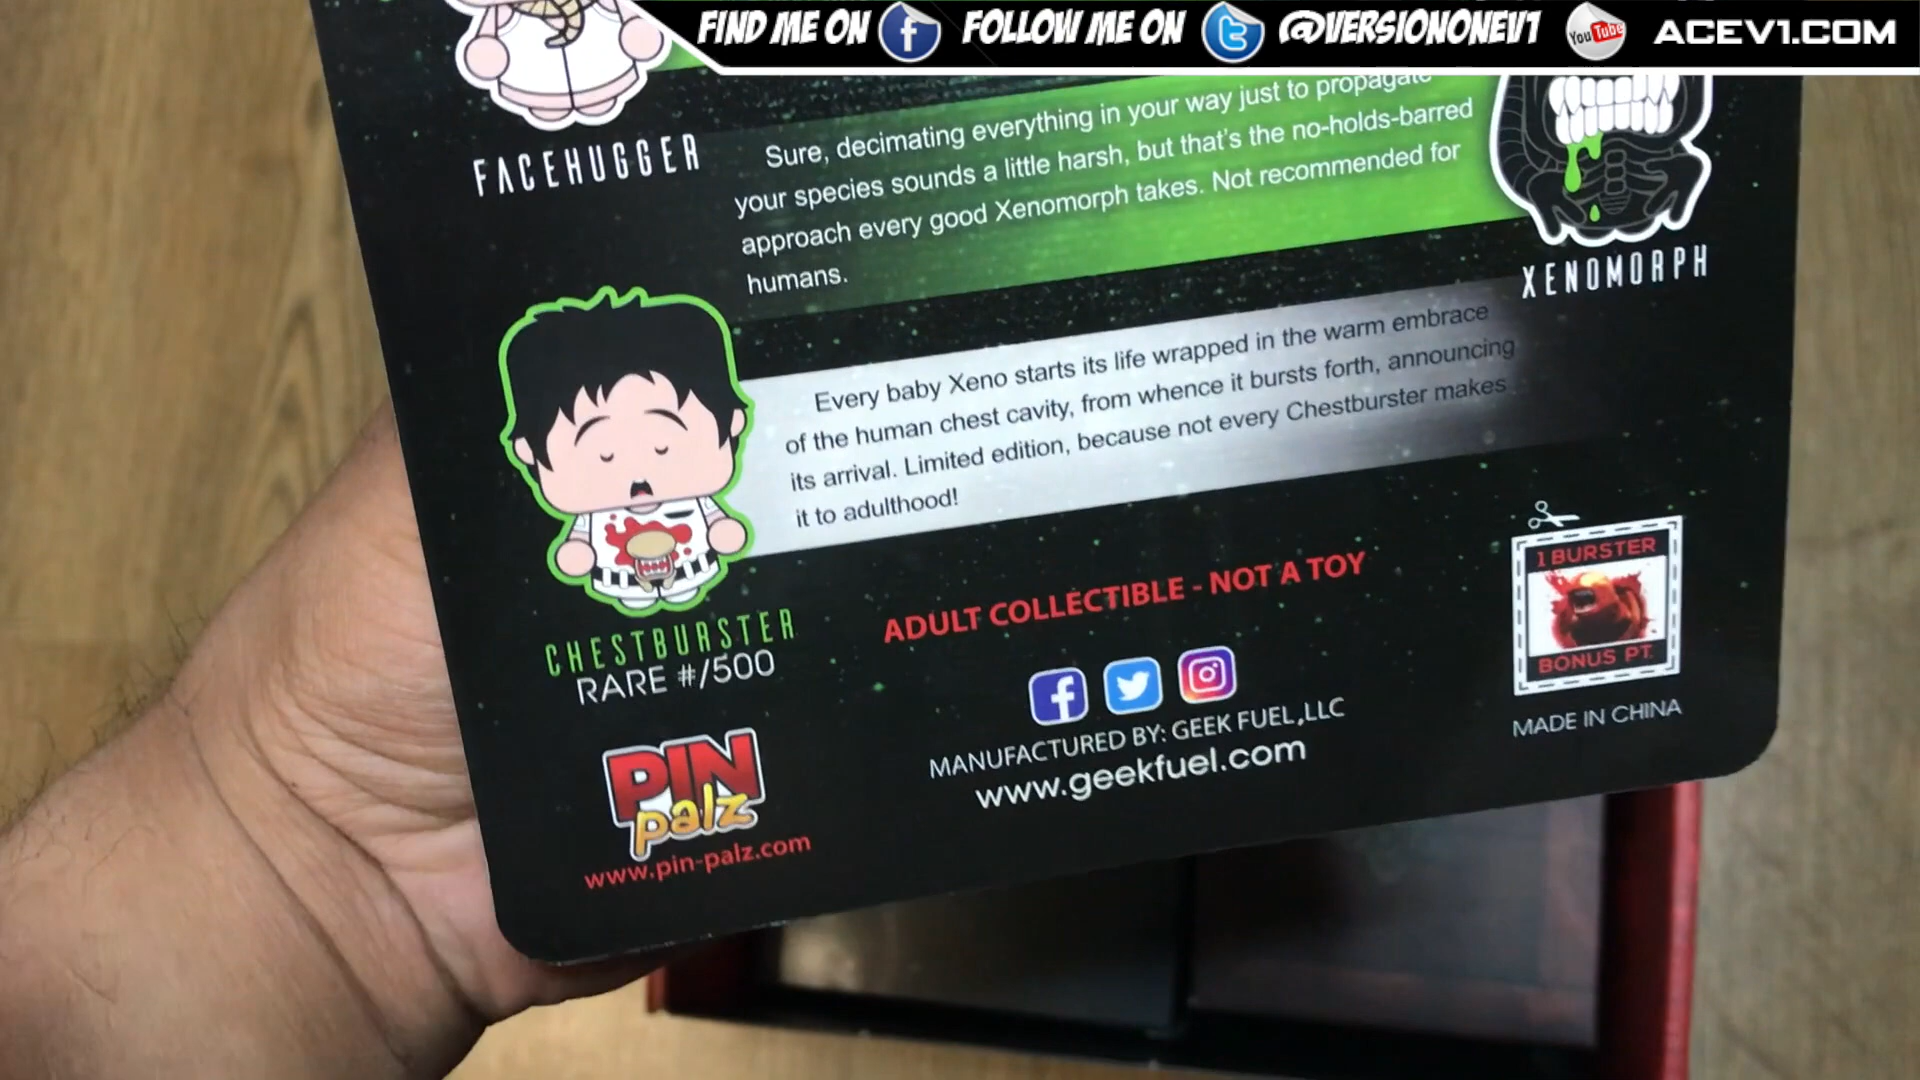 FIND ME ON FOLLOW ME ON @VERSIONONEV1 YouTube ACEV1.COM
FACEHUGGER
Sure, decimating everything in your way just to propagate
your species sounds a little harsh, but that's the no-holds-barred
approach every good Xenomorph takes. Not recommended for
humans.
XENOMORPH
Every baby Xeno starts its life wrapped in the warm embrace
of the human chest cavity, from whence it bursts forth, announcing
its arrival. Limited edition, because not every Chestburster makes
it to adulthood!
CHESTBURSTER
RARE #/500
ADULT COLLECTIBLE - NOT A TOY
1 BURSTER
BONUS PT.
MADE IN CHINA
MANUFACTURED BY: GEEK FUEL,LLC
www.geekfuel.com
PIN
palz
www.pin-palz.com